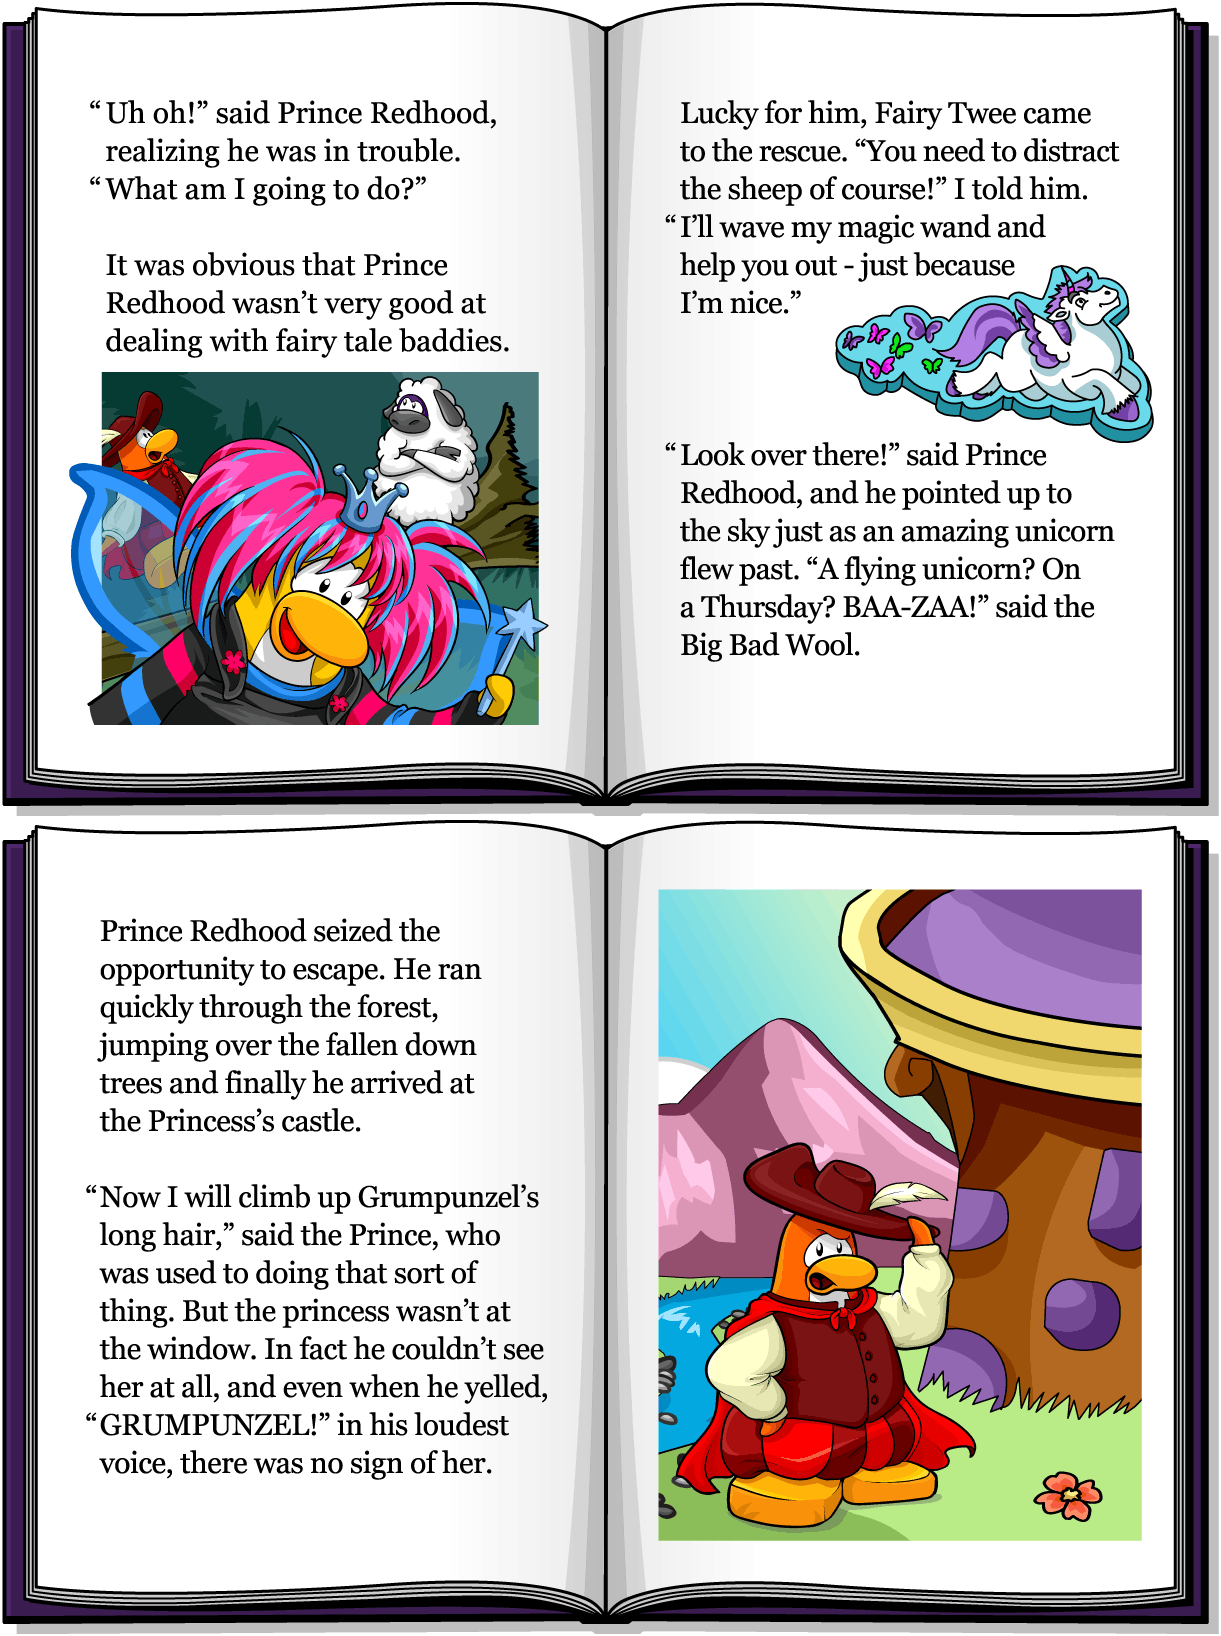 “Uh oh!” said Prince Redhood,
realizing he was in trouble.
“What am I going to do?”
It was obvious that Prince
Redhood wasn’t very good at
dealing with fairy tale baddies.
Lucky for him, Fairy Twee came
to the rescue. “You need to distract
the sheep of course!” I told him.
“I’ll wave my magic wand and
help you out - just because
I’m nice.”
“Look over there!” said Prince
Redhood, and he pointed up to
the sky just as an amazing unicorn
flew past. “A flying unicorn? On
a Thursday? BAA-ZAA!” said the
Big Bad Wool.
Prince Redhood seized the
opportunity to escape. He ran
quickly through the forest,
jumping over the fallen down
trees and finally he arrived at
the Princess’s castle.
“Now I will climb up Grumpunzel’s
long hair,” said the Prince, who
was used to doing that sort of
thing. But the princess wasn’t at
the window. In fact he couldn’t see
her at all, and even when he yelled,
“GRUMPUNZEL!” in his loudest
voice, there was no sign of her.